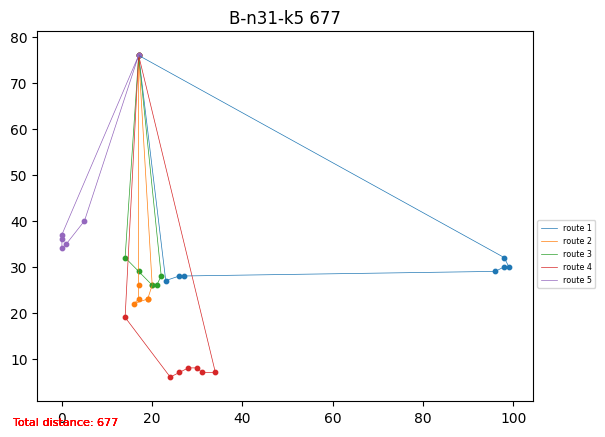 B-n31-k5 677
80
70
60
50
40
30
20
10
0 20 40 60 80 100
route 1
route 2
route 3
route 4
route 5
Total distance: 677